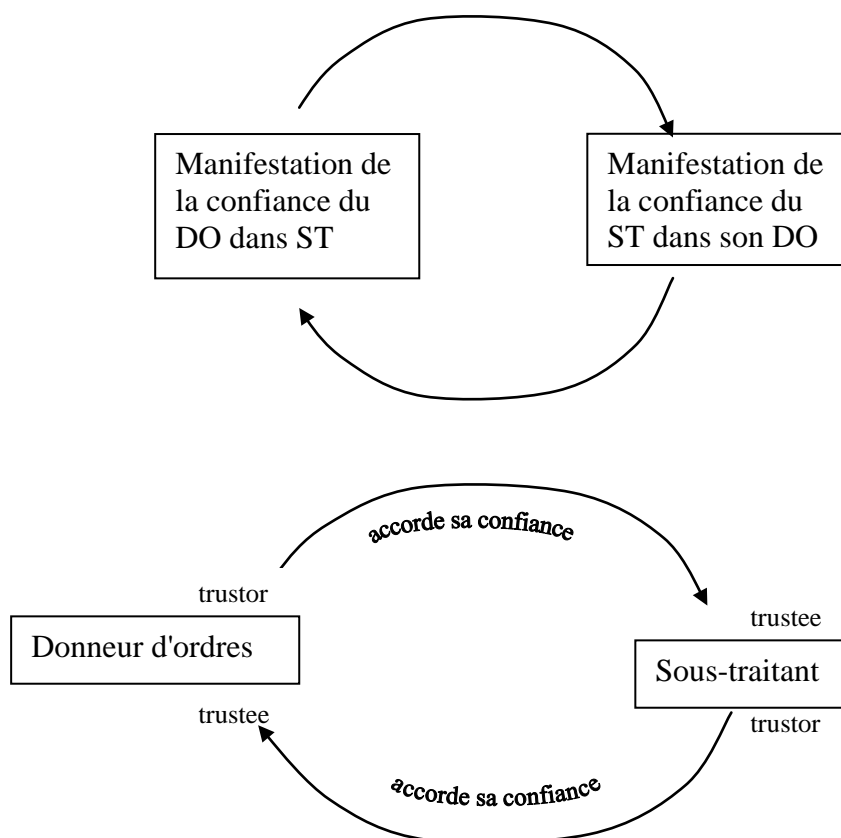 Manifestation de
la confiance du
DO dans ST
Manifestation de
la confiance du
ST dans son DO
accorde sa confiance
trustor
trustee
Donneur d'ordres
Sous-traitant
trustee
trustor
accorde sa confiance